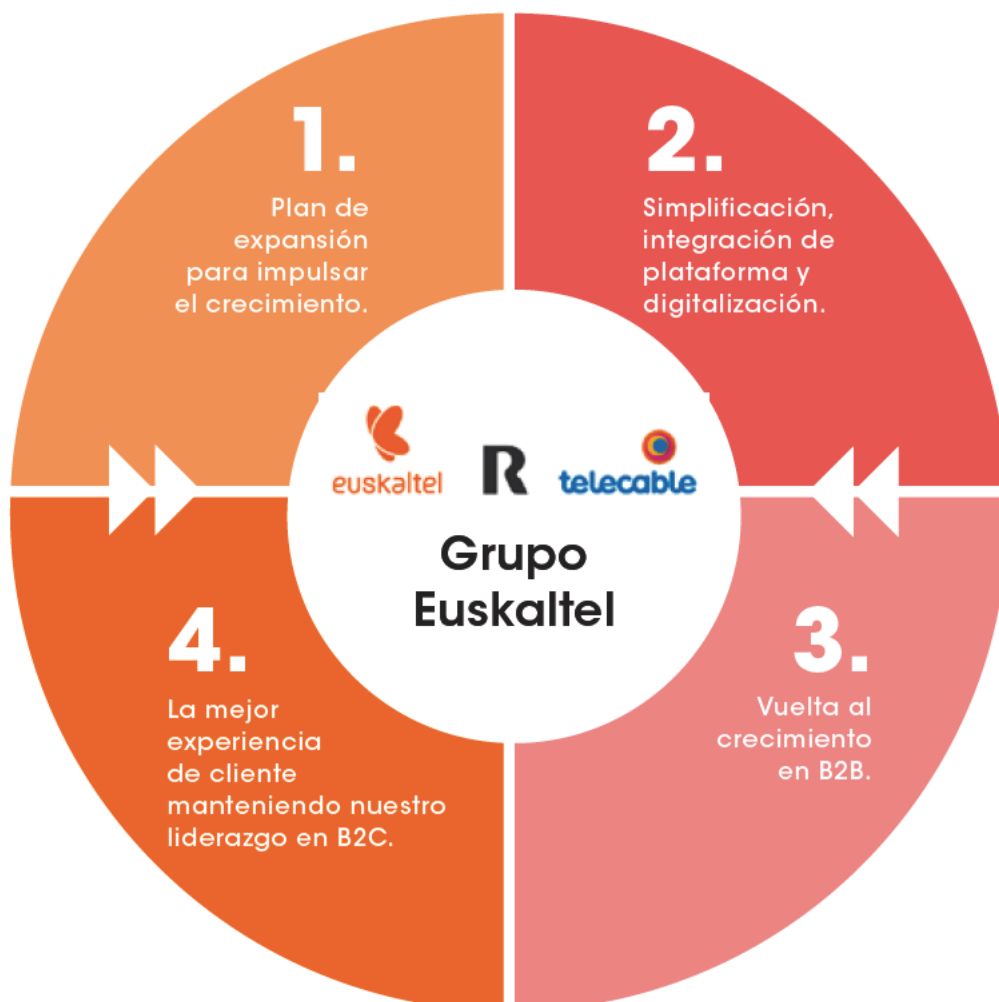 1.
Plan de
expansión
para impulsar
el crecimiento.
2.
Simplificación,
integración de
plataforma y
digitalización.
euskaltel R telecable
Grupo
Euskaltel
4.
La mejor
experiencia
de cliente
manteniendo nuestro
liderazgo en B2C.
3.
Vuelta al
crecimiento
en B2B.